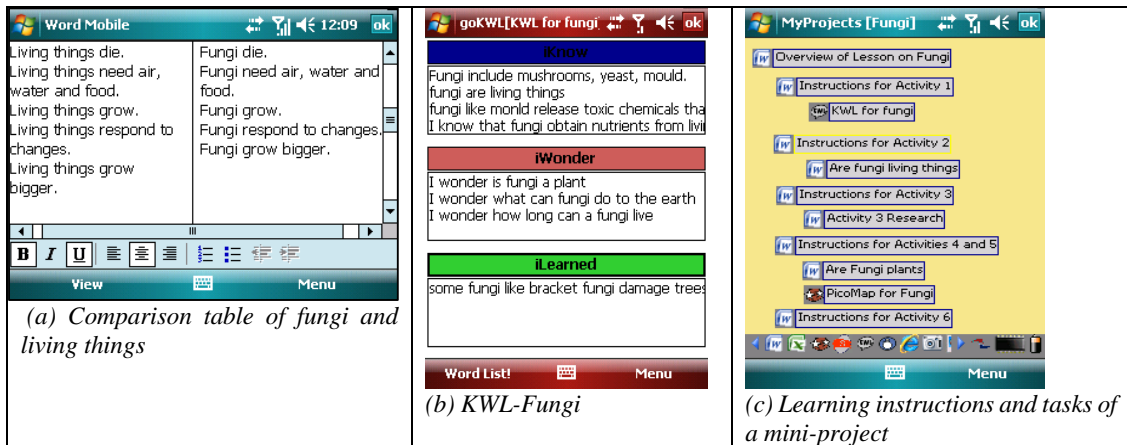 Word Mobile 12:09 ok
Living things die.
Living things need air,
water and food.
Living things grow.
Living things respond to
changes.
Living things grow
bigger.
Fungi die.
Fungi need air, water and
food.
Fungi grow.
Fungi respond to changes.
Fungi grow bigger.
B I U
View Menu
(a) Comparison table of fungi and
living things
goKWL[KWL for fungi] ok
iKnow
Fungi include mushrooms, yeast, mould.
fungi are living things
fungi like monld release toxic chemicals tha
I know that fungi obtain nutrients from livi
iWonder
I wonder is fungi a plant
I wonder what can fungi do to the earth
I wonder how long can a fungi live
iLearned
some fungi like bracket fungi damage trees
Word List! Menu
(b) KWL-Fungi
MyProjects [Fungi] ok
Overview of Lesson on Fungi
Instructions for Activity 1
KWL for fungi
Instructions for Activity 2
Are fungi living things
Instructions for Activity 3
Activity 3 Research
Instructions for Activities 4 and 5
Are Fungi plants
PicoMap for Fungi
Instructions for Activity 6
Menu
(c) Learning instructions and tasks of
a mini-project